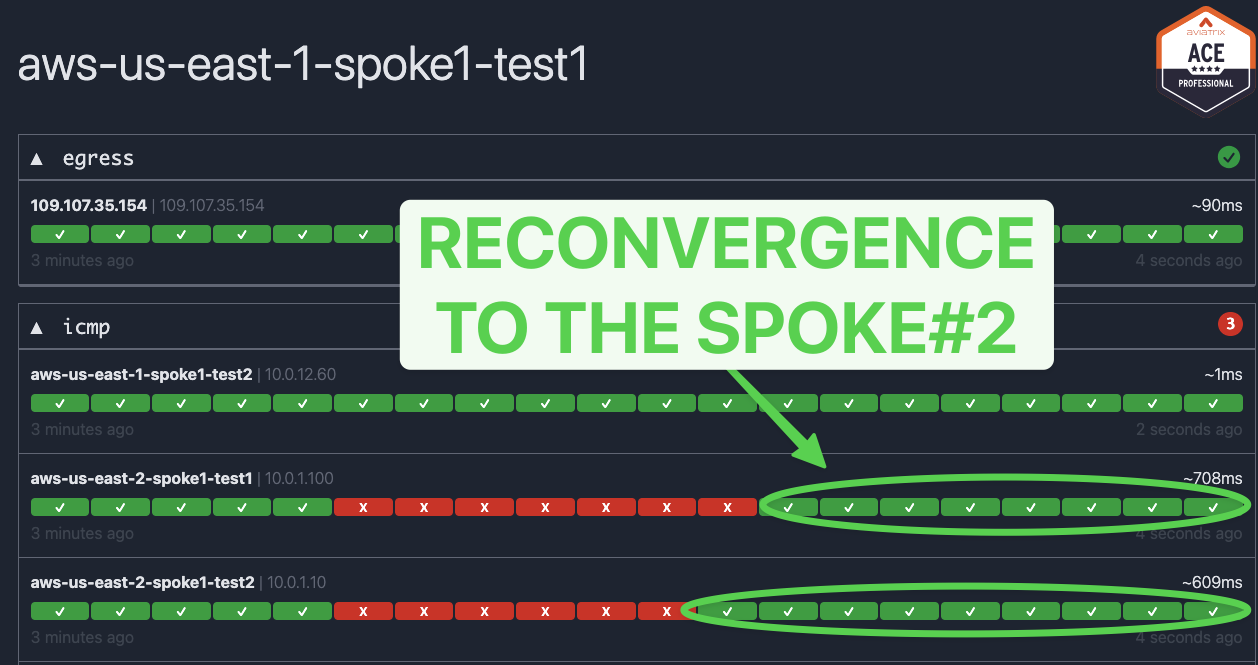 aws-us-east-1-spoke1-test1
aviatrix
ACE
PROFESSIONAL
▲ egress
109.107.35.154 | 109.107.35.154 ~90ms
✓ ✓ ✓ ✓ ✓ ✓ ✓ ✓ ✓
3 minutes ago 4 seconds ago
RECONVERGENCE
TO THE SPOKE#2
▲ icmp 3
aws-us-east-1-spoke1-test2 | 10.0.12.60 ~1ms
✓ ✓ ✓ ✓ ✓ ✓ ✓ ✓ ✓ ✓ ✓ ✓ ✓ ✓ ✓ ✓ ✓ ✓ ✓ ✓
3 minutes ago 2 seconds ago
aws-us-east-2-spoke1-test1 | 10.0.1.100 ~708ms
✓ ✓ ✓ ✓ ✓ X X X X X X X ✓ ✓ ✓ ✓ ✓ ✓ ✓ ✓
3 minutes ago 4 seconds ago
aws-us-east-2-spoke1-test2 | 10.0.1.10 ~609ms
✓ ✓ ✓ ✓ ✓ X X X X X X ✓ ✓ ✓ ✓ ✓ ✓ ✓ ✓ ✓
3 minutes ago 4 seconds ago